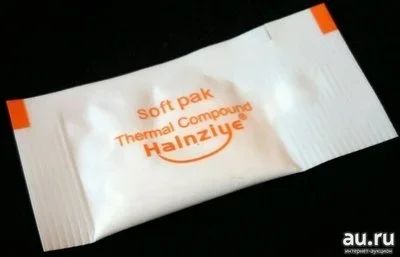 soft pak
Thermal Compound
Halnziye®
au.ru
интернет-аукцион